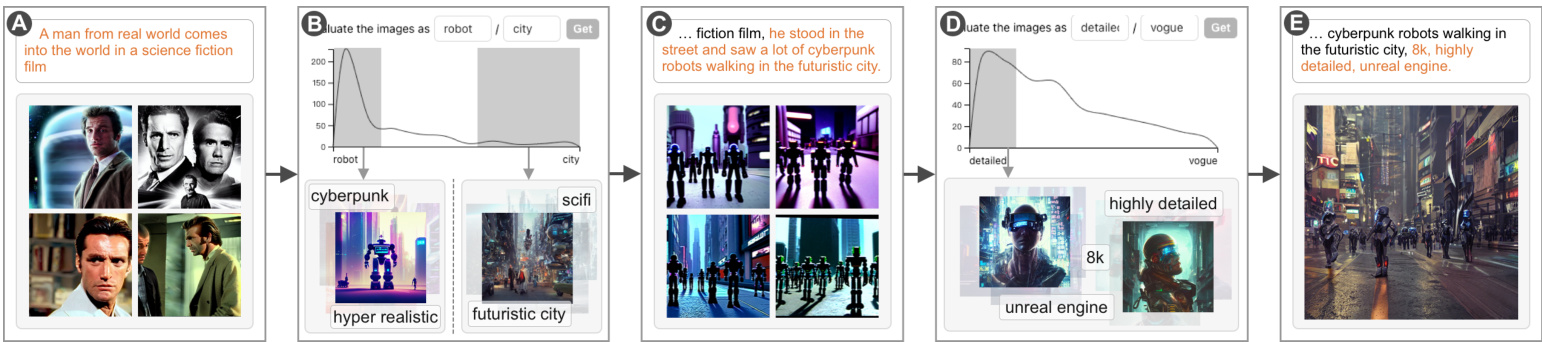 A
A man from real world comes
into the world in a science fiction
film
B
luate the images as robot / city Get
200
150
100
50
0
robot city
cyberpunk
hyper realistic
scifi
futuristic city
C
... fiction film, he stood in the
street and saw a lot of cyberpunk
robots walking in the futuristic city.
D
luate the images as detailed / vogue Get
80
60
40
20
0
detailed vogue
highly detailed
8k
unreal engine
E
... cyberpunk robots walking in
the futuristic city, 8k, highly
detailed, unreal engine.